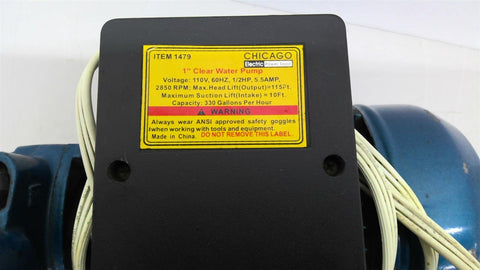 ITEM 1479
CHICAGO
Electric Power Tools
1" Clear Water Pump
Voltage: 110V, 60HZ, 1/2HP, 5.5AMP,
2850 RPM; Max.Head Lift(Output)=115Ft.
Maximum Suction Lift(Intake)=10Ft.
Capacity: 330 Gallons Per Hour
WARNING
Always wear ANSI approved safety goggles
when working with tools and equipment.
Made in China. DO NOT REMOVE THIS LABEL.